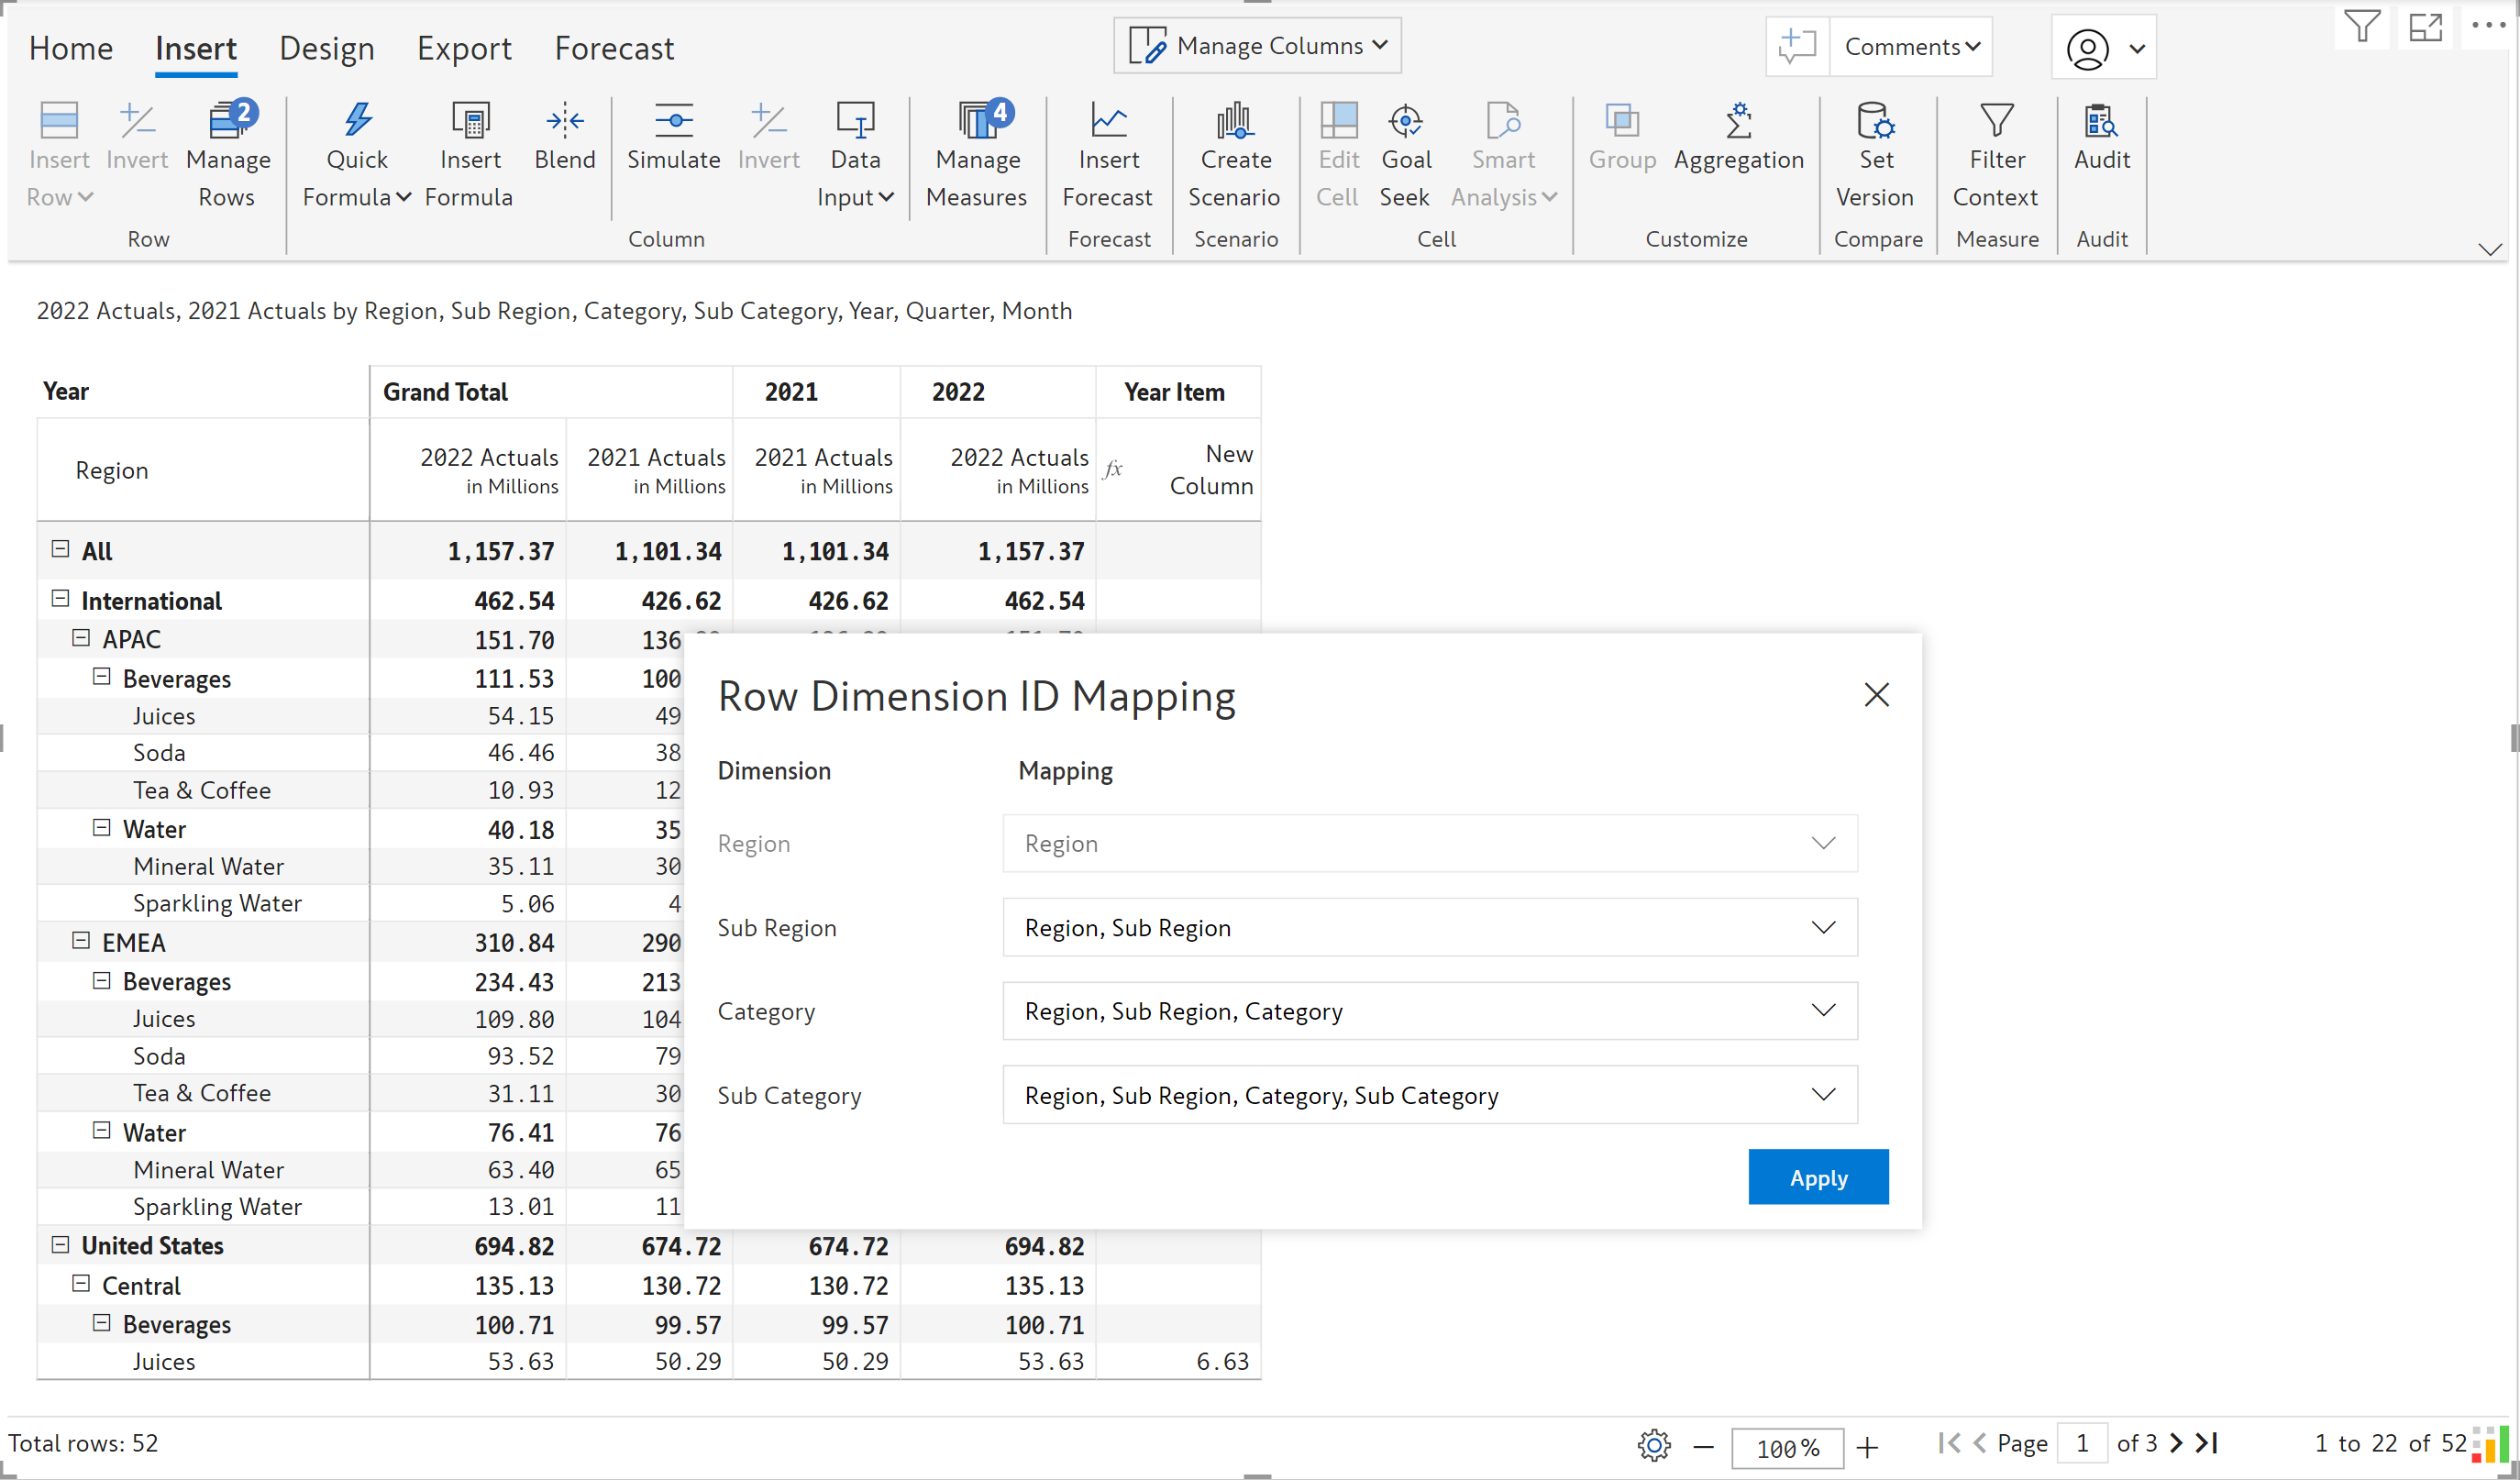 Home Insert Design Export Forecast Manage Columns Comments
Insert Row Invert Manage Rows 2 Quick Formula Insert Formula Blend Simulate Invert Data Input Manage Measures 4 Insert Forecast Create Scenario Edit Cell Goal Seek Smart Analysis Group Aggregation Set Version Filter Context Audit
Row Column Forecast Scenario Cell Customize Compare Measure Audit
2022 Actuals, 2021 Actuals by Region, Sub Region, Category, Sub Category, Year, Quarter, Month
Year Grand Total 2021 2022 Year Item
Region 2022 Actuals in Millions 2021 Actuals in Millions 2021 Actuals in Millions 2022 Actuals in Millions fx New Column
All 1,157.37 1,101.34 1,101.34 1,157.37
International 462.54 426.62 426.62 462.54
APAC 151.70 136
Beverages 111.53 100
Juices 54.15 49
Soda 46.46 38
Tea & Coffee 10.93 12
Water 40.18 35
Mineral Water 35.11 30
Sparkling Water 5.06 4
EMEA 310.84 290
Beverages 234.43 213
Juices 109.80 104
Soda 93.52 79
Tea & Coffee 31.11 30
Water 76.41 76
Mineral Water 63.40 65
Sparkling Water 13.01 11
United States 694.82 674.72 674.72 694.82
Central 135.13 130.72 130.72 135.13
Beverages 100.71 99.57 99.57 100.71
Juices 53.63 50.29 50.29 53.63 6.63
Row Dimension ID Mapping
Dimension Mapping
Region Region
Sub Region Region, Sub Region
Category Region, Sub Region, Category
Sub Category Region, Sub Region, Category, Sub Category
Apply
Total rows: 52 100% Page 1 of 3 1 to 22 of 52